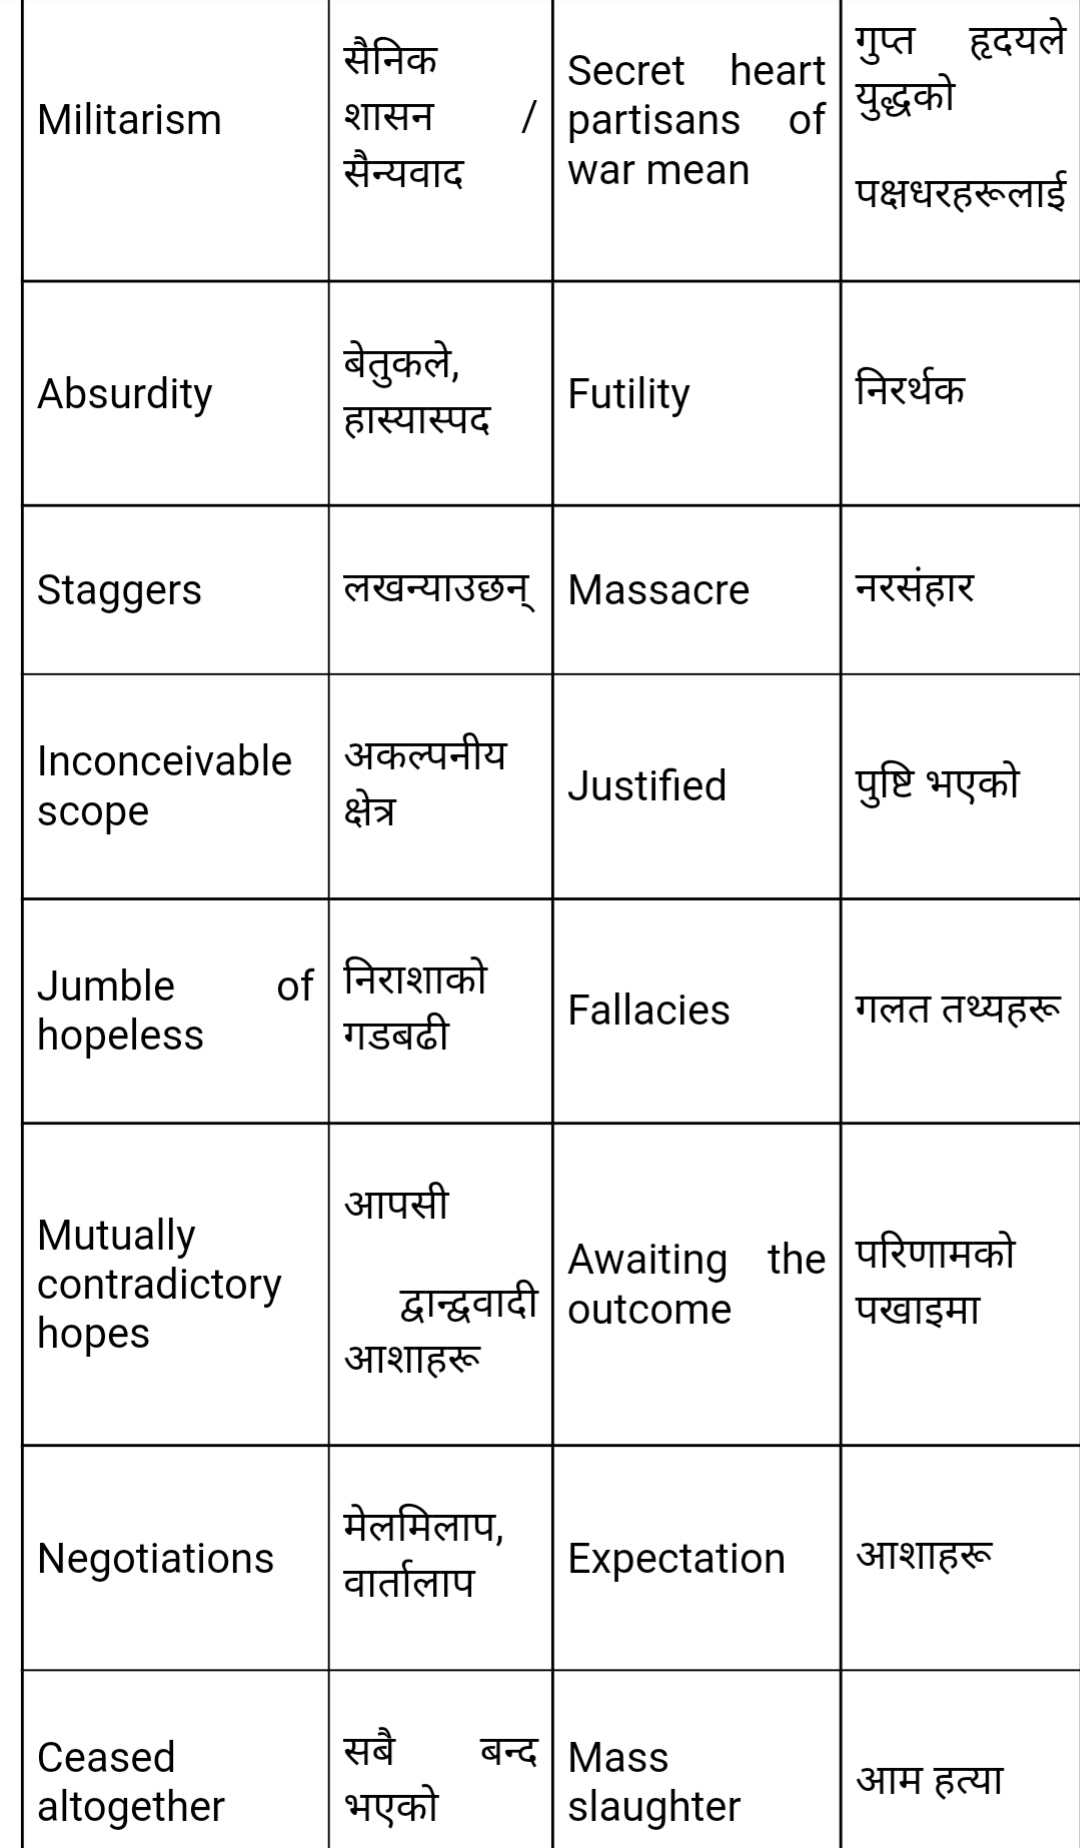 Militarism
सैनिक
शासन /
सैन्यवाद
Secret heart
partisans of
war mean
गुप्त हृदयले
युद्धको
पक्षधरहरूलाई
Absurdity
बेतुकले,
हास्यास्पद
Futility
निरर्थक
Staggers
लखन्याउछन्
Massacre
नरसंहार
Inconceivable
scope
अकल्पनीय
क्षेत्र
Justified
पुष्टि भएको
Jumble of
hopeless
निराशाको
गडबढी
Fallacies
गलत तथ्यहरू
Mutually
contradictory
hopes
आपसी
द्वान्द्ववादी
आशाहरू
Awaiting the
outcome
परिणामको
पखाइमा
Negotiations
मेलमिलाप,
वार्तालाप
Expectation
आशाहरू
Ceased
altogether
सबै बन्द
भएको
Mass
slaughter
आम हत्या